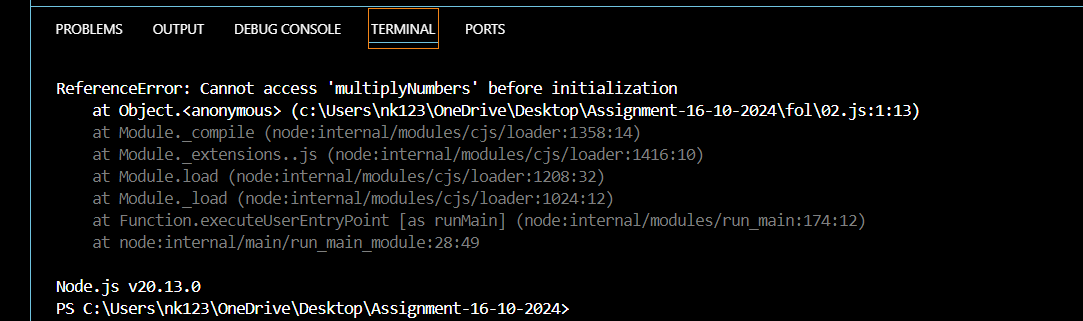 PROBLEMS OUTPUT DEBUG CONSOLE TERMINAL PORTS
ReferenceError: Cannot access 'multiplyNumbers' before initialization
    at Object.<anonymous> (c:\Users\nk123\OneDrive\Desktop\Assignment-16-10-2024\fol\02.js:1:13)
    at Module._compile (node:internal/modules/cjs/loader:1358:14)
    at Module._extensions..js (node:internal/modules/cjs/loader:1416:10)
    at Module.load (node:internal/modules/cjs/loader:1208:32)
    at Module._load (node:internal/modules/cjs/loader:1024:12)
    at Function.executeUserEntryPoint [as runMain] (node:internal/modules/run_main:174:12)
    at node:internal/main/run_main_module:28:49
Node.js v20.13.0
PS C:\Users\nk123\OneDrive\Desktop\Assignment-16-10-2024>